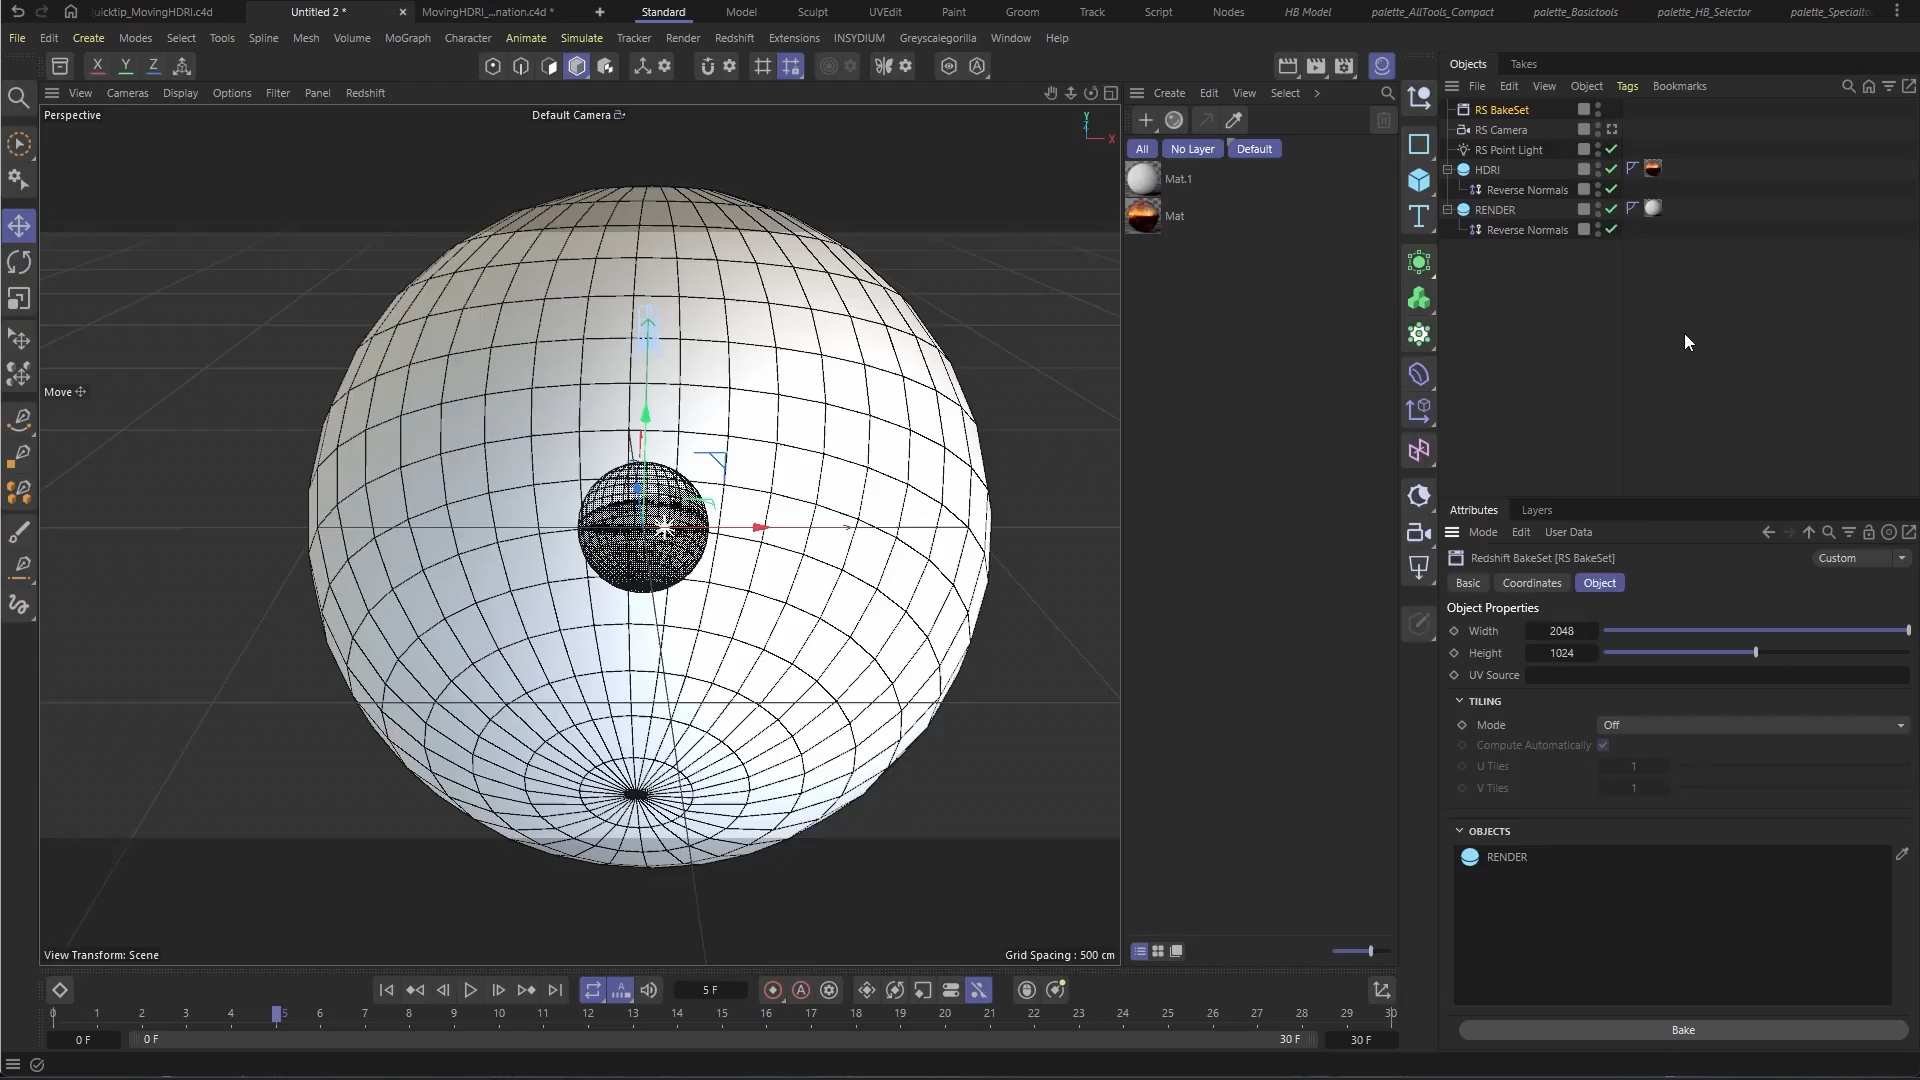 uicktip_MovingHDRI.c4d Untitled 2 * MovingHDRI_...nation.c4d * Standard Model Sculpt UVEdit Paint Groom Track Script Nodes HB Model palette_AllTools_Compact palette_Basictools palette_HB_Selector palette_Specialto
File Edit Create Modes Select Tools Spline Mesh Volume MoGraph Character Animate Simulate Tracker Render Redshift Extensions INSYDIUM Greyscalegorilla Window Help
X Y Z
View Cameras Display Options Filter Panel Redshift
Perspective
Default Camera
Y
Z
X
Move
View Transform: Scene
Grid Spacing : 500 cm
Create Edit View Select
All No Layer Default
Mat.1
Mat
Objects Takes
File Edit View Object Tags Bookmarks
RS BakeSet
RS Camera
RS Point Light
HDRI
Reverse Normals
RENDER
Reverse Normals
Attributes Layers
Mode Edit User Data
Redshift BakeSet [RS BakeSet] Custom
Basic Coordinates Object
Object Properties
Width 2048
Height 1024
UV Source
TILING
Mode Off
Compute Automatically
U Tiles 1
V Tiles 1
OBJECTS
RENDER
Bake
5 F
0 1 2 3 4 5 6 7 8 9 10 11 12 13 14 15 16 17 18 19 20 21 22 23 24 25 26 27 28 29 30
0 F 0 F 30 F 30 F